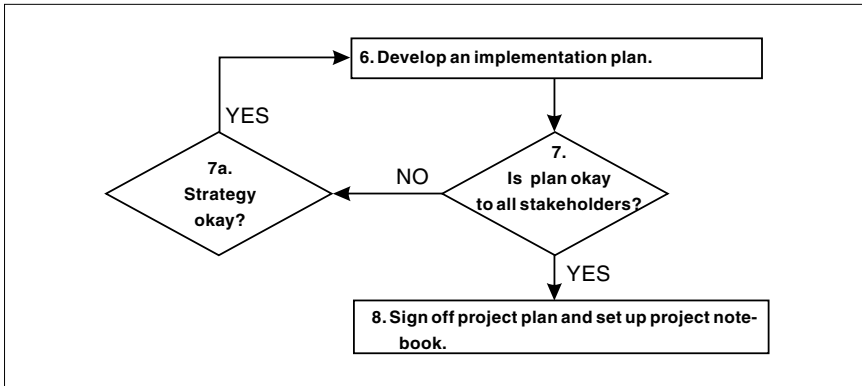 6. Develop an implementation plan.
YES
7a.
Strategy
okay?
NO
7.
Is plan okay
to all stakeholders?
YES
8. Sign off project plan and set up project note-
book.